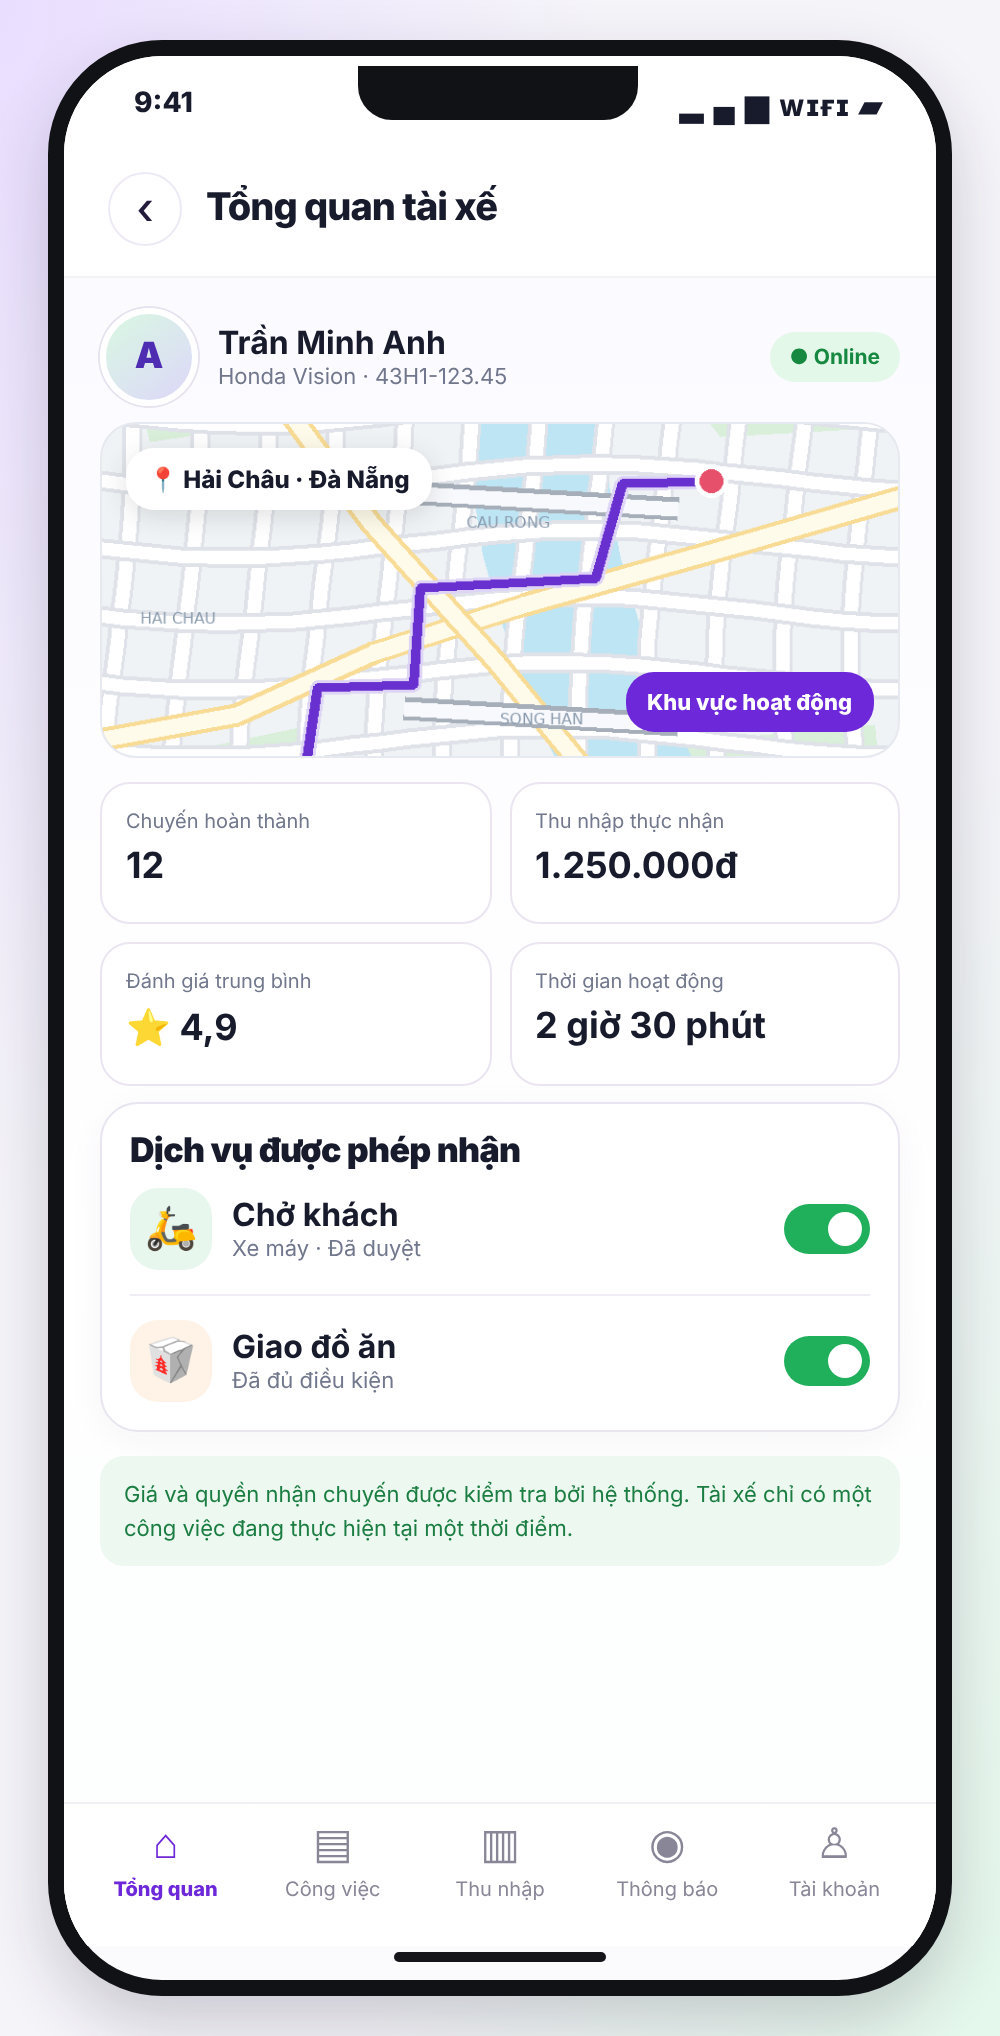 9:41
WIFI
Tổng quan tài xế
A
Trần Minh Anh
Honda Vision · 43H1-123.45
Online
Hải Châu · Đà Nẵng
CAU RONG
HAI CHAU
SONG HAN
Khu vực hoạt động
Chuyến hoàn thành
12
Thu nhập thực nhận
1.250.000đ
Đánh giá trung bình
4,9
Thời gian hoạt động
2 giờ 30 phút
Dịch vụ được phép nhận
Chở khách
Xe máy · Đã duyệt
Giao đồ ăn
Đã đủ điều kiện
Giá và quyền nhận chuyến được kiểm tra bởi hệ thống. Tài xế chỉ có một
công việc đang thực hiện tại một thời điểm.
Tổng quan
Công việc
Thu nhập
Thông báo
Tài khoản